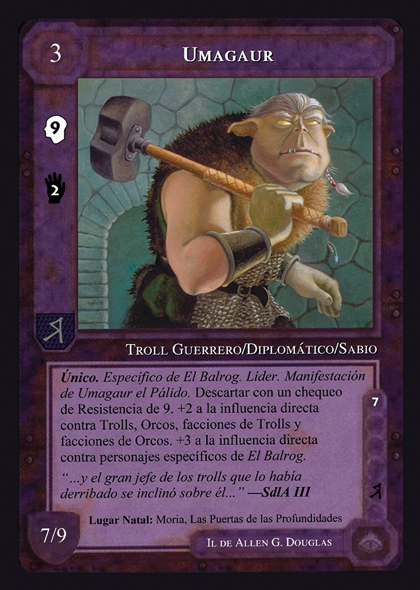 3
UMAGAUR
9
2
TROLL GUERRERO/DIPLOMÁTICO/SABIO
Único. Específico de El Balrog. Líder. Manifestación
de Umagaur el Pálido. Descartar con un chequeo
de Resistencia de 9. +2 a la influencia directa
contra Trolls, Orcos, facciones de Trolls y
facciones de Orcos. +3 a la influencia directa
contra personajes específicos de El Balrog.
7
“...y el gran jefe de los trolls que lo había
derribado se inclinó sobre él...” —SdlA III
Lugar Natal: Moria, Las Puertas de las Profundidades
7/9
IL DE ALLEN G. DOUGLAS